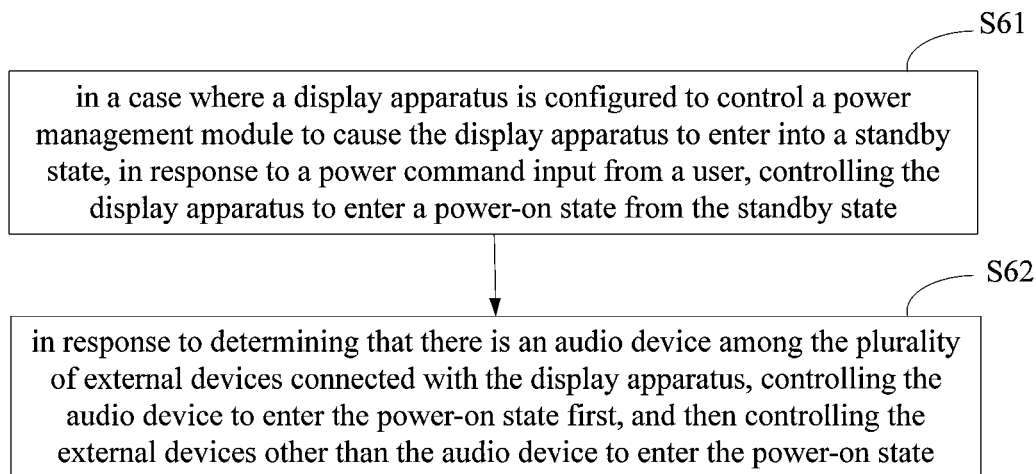 S61
in a case where a display apparatus is configured to control a power
management module to cause the display apparatus to enter into a standby
state, in response to a power command input from a user, controlling the
display apparatus to enter a power-on state from the standby state
S62
in response to determining that there is an audio device among the plurality
of external devices connected with the display apparatus, controlling the
audio device to enter the power-on state first, and then controlling the
external devices other than the audio device to enter the power-on state